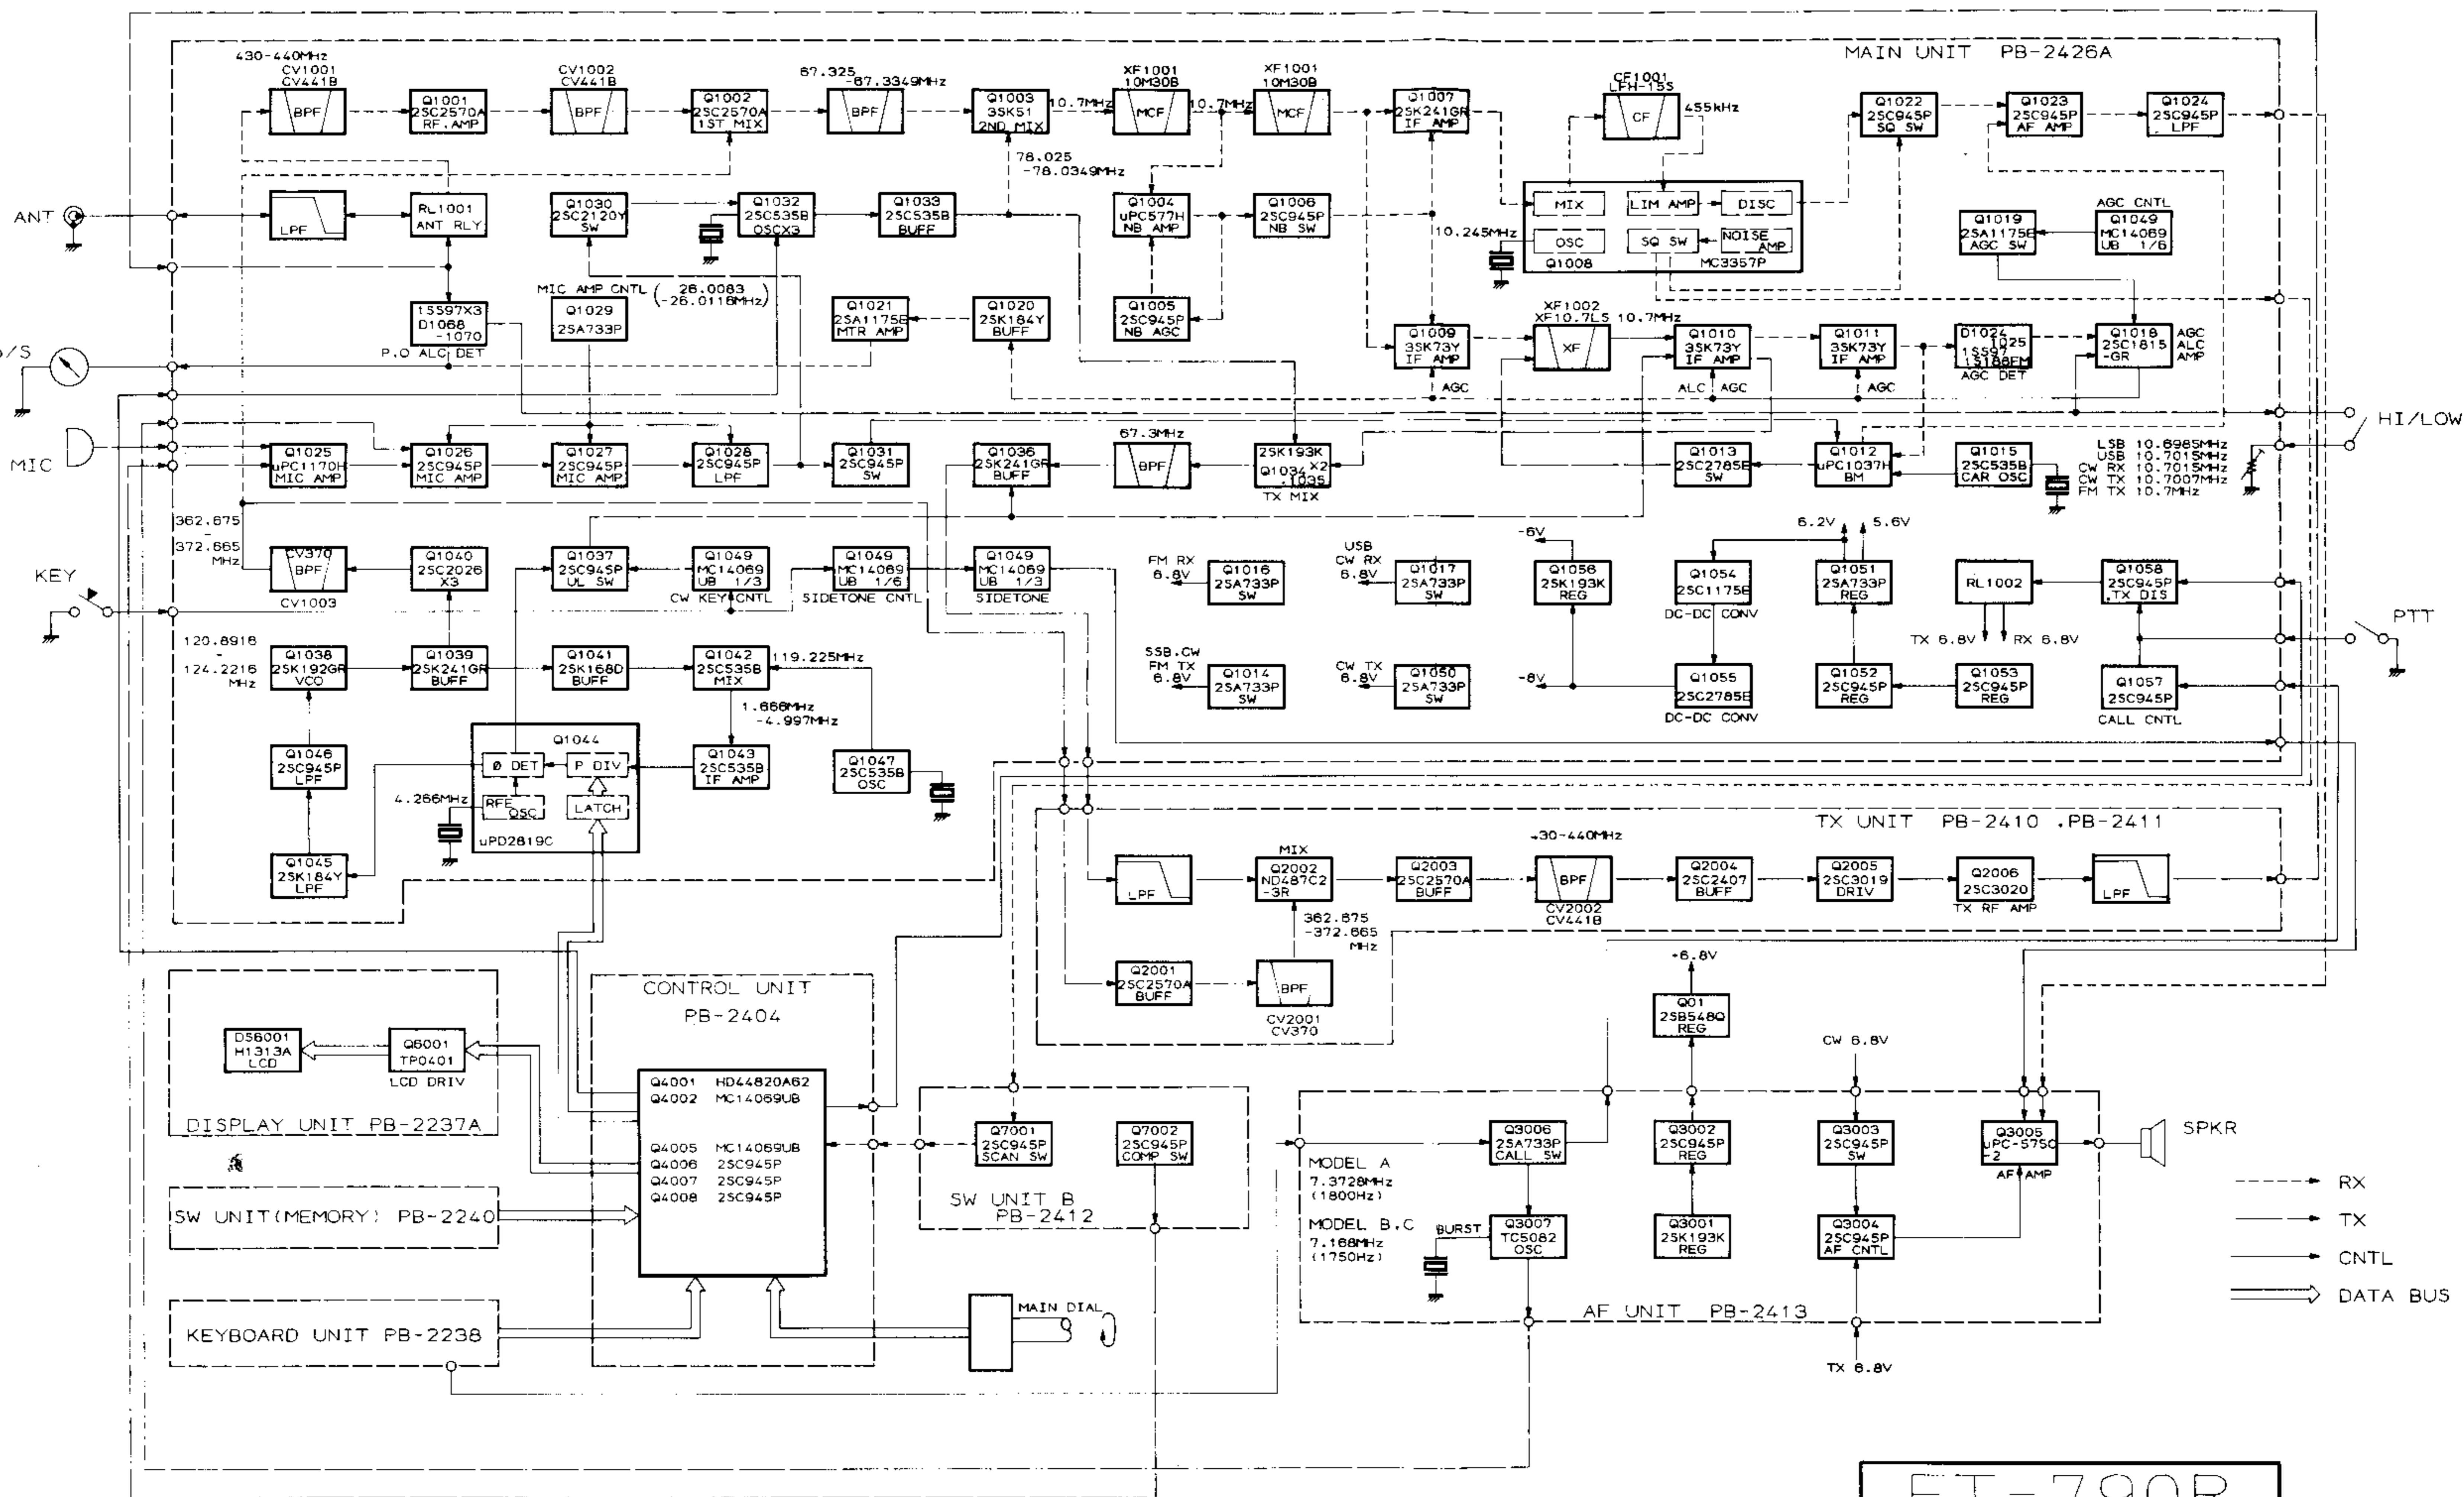 MAIN UNIT PB-2426A
430-440MHz
CV1001
CV441B
BPF
Q1001
2SC2570A
RF.AMP
CV1002
CV441B
BPF
Q1002
2SC2570A
1ST MIX
67.325
-67.3349MHz
BPF
Q1003
3SK51
2ND MIX
10.7MHz
XF1001
10M30B
MCF
10.7MHz
XF1001
10M30B
MCF
Q1007
2SK241GR
IF AMP
CF1001
LFH-15S
CF
455kHz
Q1022
2SC945P
SQ SW
Q1023
2SC945P
AF AMP
Q1024
2SC945P
LPF
78.025
-78.0349MHz
ANT
LPF
RL1001
ANT RLY
Q1030
2SC2120Y
SW
Q1032
2SC535B
OSCX3
Q1033
2SC535B
BUFF
Q1004
uPC577H
NB AMP
Q1006
2SC945P
NB SW
10.245MHz
MIX
LIM AMP
DISC
OSC
SQ SW
NOISE
AMP
Q1008
MC3357P
Q1019
2SA1175E
AGC SW
AGC CNTL
Q1049
MC14069
UB 1/6
1SS97X3
D1068
-1070
P.O ALC DET
MIC AMP CNTL
Q1029
2SA733P
(26.0083
-26.0116MHz)
Q1021
2SA1175E
MTR AMP
Q1020
2SK184Y
BUFF
Q1005
2SC945P
NB AGC
Q1009
3SK73Y
IF AMP
AGC
XF1002
XF10.7LS
10.7MHz
XF
Q1010
3SK73Y
IF AMP
ALC
AGC
Q1011
3SK73Y
IF AMP
AGC
D1024
1025
1SS97
1S188FM
AGC DET
Q1018
2SC1815
-GR
AGC
ALC
AMP
/S
MIC
Q1025
uPC1170H
MIC AMP
Q1026
2SC945P
MIC AMP
Q1027
2SC945P
MIC AMP
Q1028
2SC945P
LPF
Q1031
2SC945P
SW
Q1036
2SK241GR
BUFF
67.3MHz
BPF
2SK193K
X2
Q1034
.1035
TX MIX
Q1013
2SC2785E
SW
Q1012
uPC1037H
BM
Q1015
2SC535B
CAR OSC
LSB 10.6985MHz
USB 10.7015MHz
CW RX 10.7015MHz
CW TX 10.7007MHz
FM TX 10.7MHz
HI/LOW
362.675
-
372.665
MHz
CV370
BPF
CV1003
Q1040
2SC2026
X3
Q1037
2SC945P
UL SW
Q1049
MC14069
UB 1/3
CW KEY CNTL
Q1049
MC14069
UB 1/6
SIDETONE CNTL
Q1049
MC14069
UB 1/3
SIDETONE
FM RX
6.8V
Q1016
2SA733P
SW
USB
CW RX
6.8V
Q1017
2SA733P
SW
-6V
Q1056
2SK193K
REG
Q1054
2SC1175E
DC-DC CONV
6.2V
5.6V
Q1051
2SA733P
REG
RL1002
TX 6.8V
RX 6.8V
Q1058
2SC945P
.TX DIS
KEY
PTT
120.8916
-
124.2216
MHz
Q1038
2SK192GR
VCO
Q1039
2SK241GR
BUFF
Q1041
2SK168D
BUFF
Q1042
2SC535B
MIX
119.225MHz
SSB.CW
FM TX
6.8V
Q1014
2SA733P
SW
CW TX
6.8V
Q1050
2SA733P
SW
-8V
Q1055
2SC2785E
DC-DC CONV
Q1052
2SC945P
REG
Q1053
2SC945P
REG
Q1057
2SC945P
CALL CNTL
1.666MHz
-4.997MHz
Q1046
2SC945P
LPF
Q1044
Ø DET
P DIV
RFE
OSC
LATCH
uPD2819C
4.266MHz
Q1043
2SC535B
IF AMP
Q1047
2SC535B
OSC
Q1045
2SK184Y
LPF
TX UNIT PB-2410 .PB-2411
LPF
MIX
Q2002
ND487C2
-3R
Q2003
2SC2570A
BUFF
430-440MHz
BPF
CV2002
CV441B
Q2004
2SC2407
BUFF
Q2005
2SC3019
DRIV
Q2006
2SC3020
TX RF AMP
LPF
362.675
-372.665
MHz
Q2001
2SC2570A
BUFF
BPF
CV2001
CV370
CONTROL UNIT
PB-2404
DS6001
H1313A
LCD
Q6001
TP0401
LCD DRIV
DISPLAY UNIT PB-2237A
Q4001 HD44820A62
Q4002 MC14069UB
Q4005 MC14069UB
Q4006 2SC945P
Q4007 2SC945P
Q4008 2SC945P
SW UNIT(MEMORY) PB-2240
KEYBOARD UNIT PB-2238
MAIN DIAL
Q7001
2SC945P
SCAN SW
Q7002
2SC945P
COMP SW
SW UNIT B
PB-2412
+6.8V
Q01
2SB548Q
REG
CW 6.8V
MODEL A
7.3728MHz
(1800Hz)
MODEL B.C
7.168MHz
(1750Hz)
BURST
Q3006
2SA733P
CALL SW
Q3007
TC5082
OSC
Q3002
2SC945P
REG
Q3001
2SK193K
REG
Q3003
2SC945P
SW
Q3004
2SC945P
AF CNTL
Q3005
uPC-575C
-2
AF AMP
SPKR
AF UNIT PB-2413
TX 6.8V
RX
TX
CNTL
DATA BUS
FT-790R